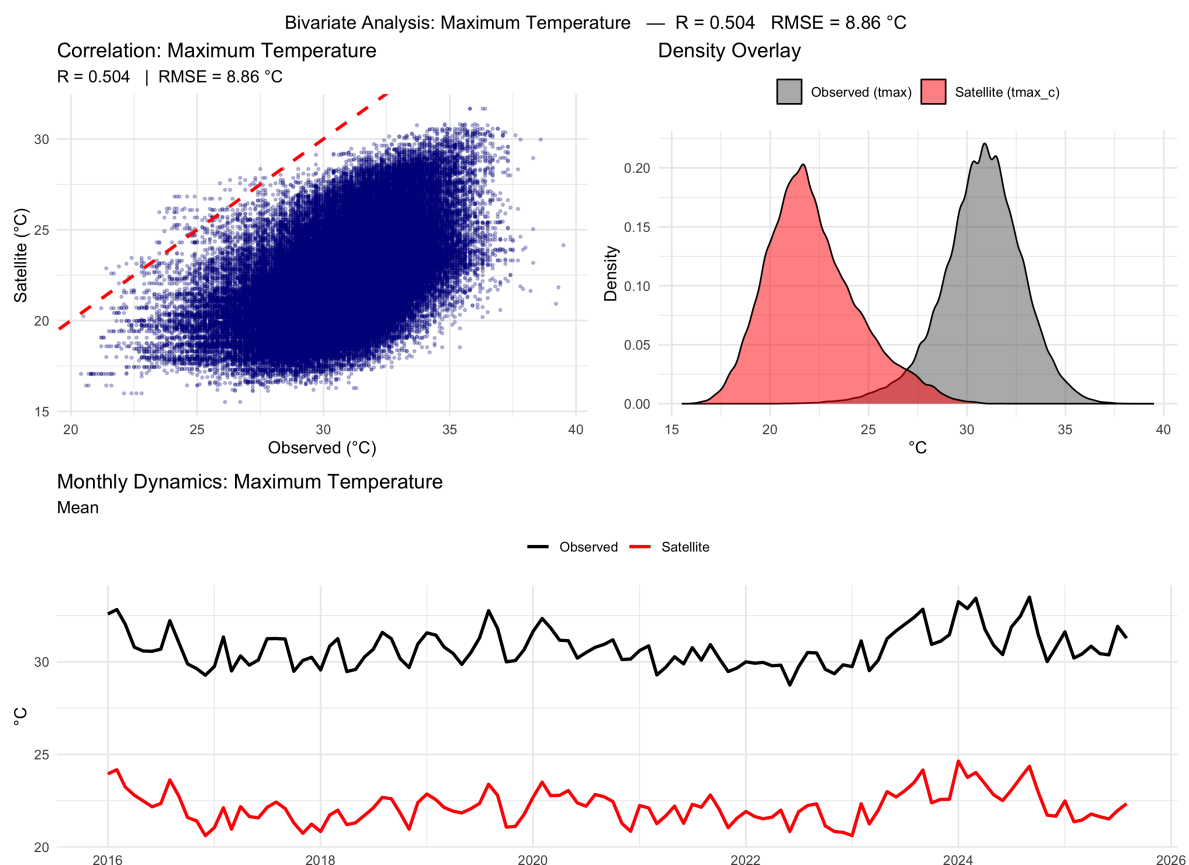 Bivariate Analysis: Maximum Temperature — R = 0.504 RMSE = 8.86 °C
Correlation: Maximum Temperature
R = 0.504 | RMSE = 8.86 °C
Satellite (°C)
30
25
20
15
20 25 30 35 40
Observed (°C)
Density Overlay
Observed (tmax) Satellite (tmax_c)
Density
0.20
0.15
0.10
0.05
0.00
15 20 25 30 35 40
°C
Monthly Dynamics: Maximum Temperature
Mean
Observed Satellite
°C
30
25
20
2016 2018 2020 2022 2024 2026